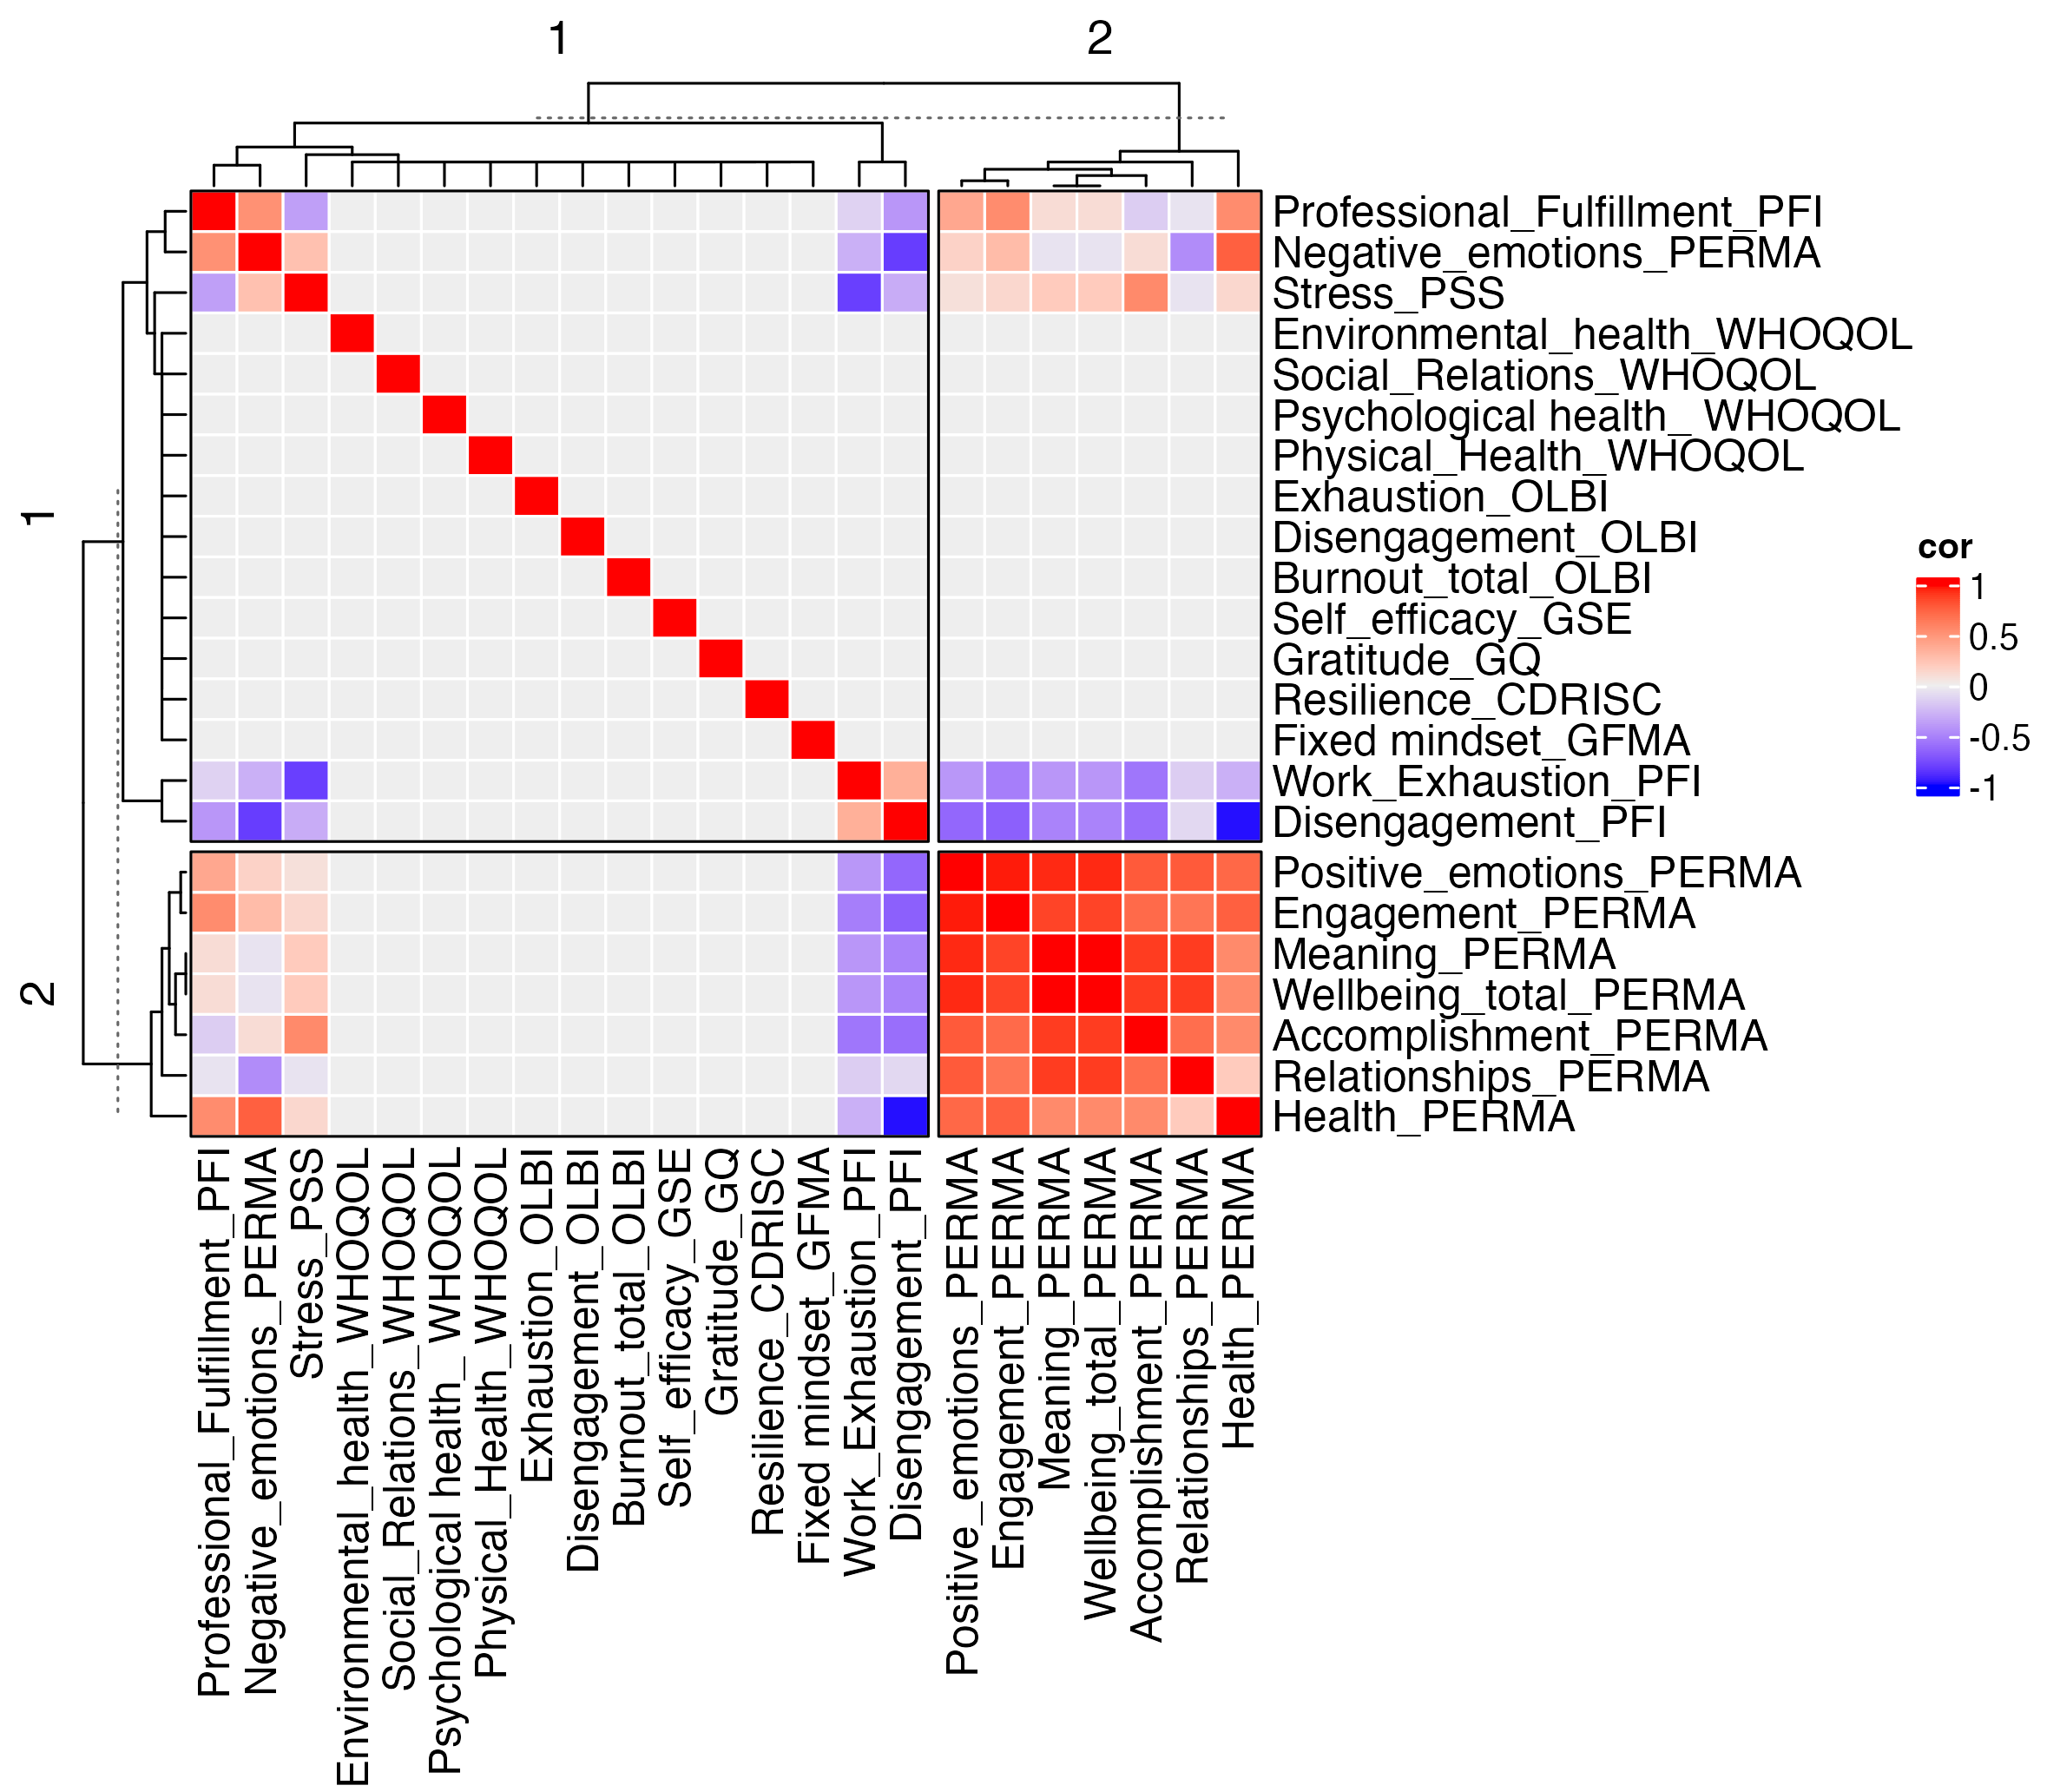 1
2
1
2
Professional_Fulfillment_PFI
Negative_emotions_PERMA
Stress_PSS
Environmental_health_WHOQOL
Social_Relations_WHOQOL
Psychological health_ WHOQOL
Physical_Health_WHOQOL
Exhaustion_OLBI
Disengagement_OLBI
Burnout_total_OLBI
Self_efficacy_GSE
Gratitude_GQ
Resilience_CDRISC
Fixed mindset_GFMA
Work_Exhaustion_PFI
Disengagement_PFI
Positive_emotions_PERMA
Engagement_PERMA
Meaning_PERMA
Wellbeing_total_PERMA
Accomplishment_PERMA
Relationships_PERMA
Health_PERMA
cor
1
0.5
0
-0.5
-1
Professional_Fulfillment_PFI
Negative_emotions_PERMA
Stress_PSS
Environmental_health_WHOQOL
Social_Relations_WHOQOL
Psychological health_ WHOQOL
Physical_Health_WHOQOL
Exhaustion_OLBI
Disengagement_OLBI
Burnout_total_OLBI
Self_efficacy_GSE
Gratitude_GQ
Resilience_CDRISC
Fixed mindset_GFMA
Work_Exhaustion_PFI
Disengagement_PFI
Positive_emotions_PERMA
Engagement_PERMA
Meaning_PERMA
Wellbeing_total_PERMA
Accomplishment_PERMA
Relationships_PERMA
Health_PERMA